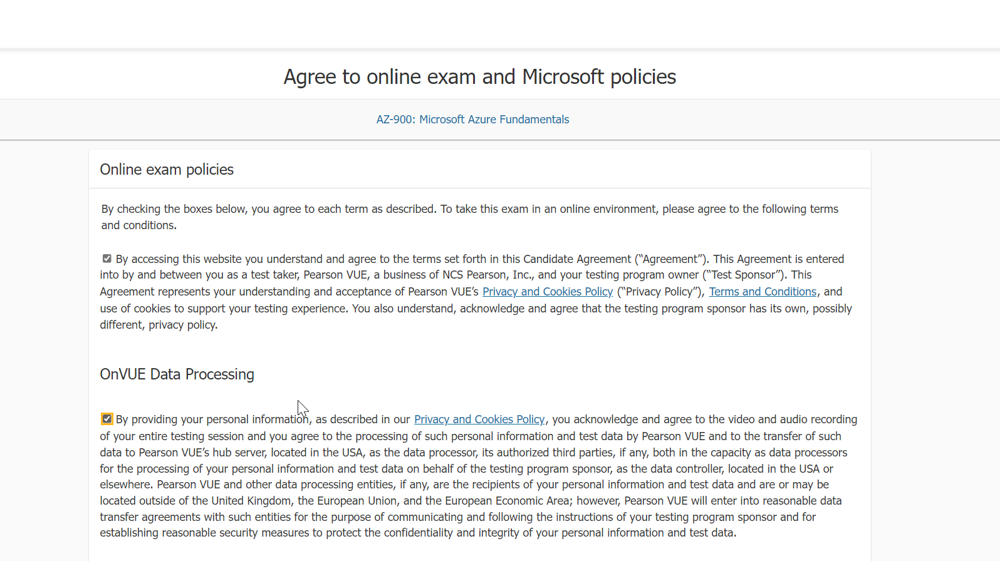 Agree to online exam and Microsoft policies
AZ-900: Microsoft Azure Fundamentals
Online exam policies
By checking the boxes below, you agree to each term as described. To take this exam in an online environment, please agree to the following terms
and conditions.
By accessing this website you understand and agree to the terms set forth in this Candidate Agreement (“Agreement”). This Agreement is entered
into by and between you as a test taker, Pearson VUE, a business of NCS Pearson, Inc., and your testing program owner (“Test Sponsor”). This
Agreement represents your understanding and acceptance of Pearson VUE’s Privacy and Cookies Policy (“Privacy Policy”), Terms and Conditions, and
use of cookies to support your testing experience. You also understand, acknowledge and agree that the testing program sponsor has its own, possibly
different, privacy policy.
OnVUE Data Processing
By providing your personal information, as described in our Privacy and Cookies Policy, you acknowledge and agree to the video and audio recording
of your entire testing session and you agree to the processing of such personal information and test data by Pearson VUE and to the transfer of such
data to Pearson VUE’s hub server, located in the USA, as the data processor, its authorized third parties, if any, both in the capacity as data processors
for the processing of your personal information and test data on behalf of the testing program sponsor, as the data controller, located in the USA or
elsewhere. Pearson VUE and other data processing entities, if any, are the recipients of your personal information and test data and are or may be
located outside of the United Kingdom, the European Union, and the European Economic Area; however, Pearson VUE will enter into reasonable data
transfer agreements with such entities for the purpose of communicating and following the instructions of your testing program sponsor and for
establishing reasonable security measures to protect the confidentiality and integrity of your personal information and test data.